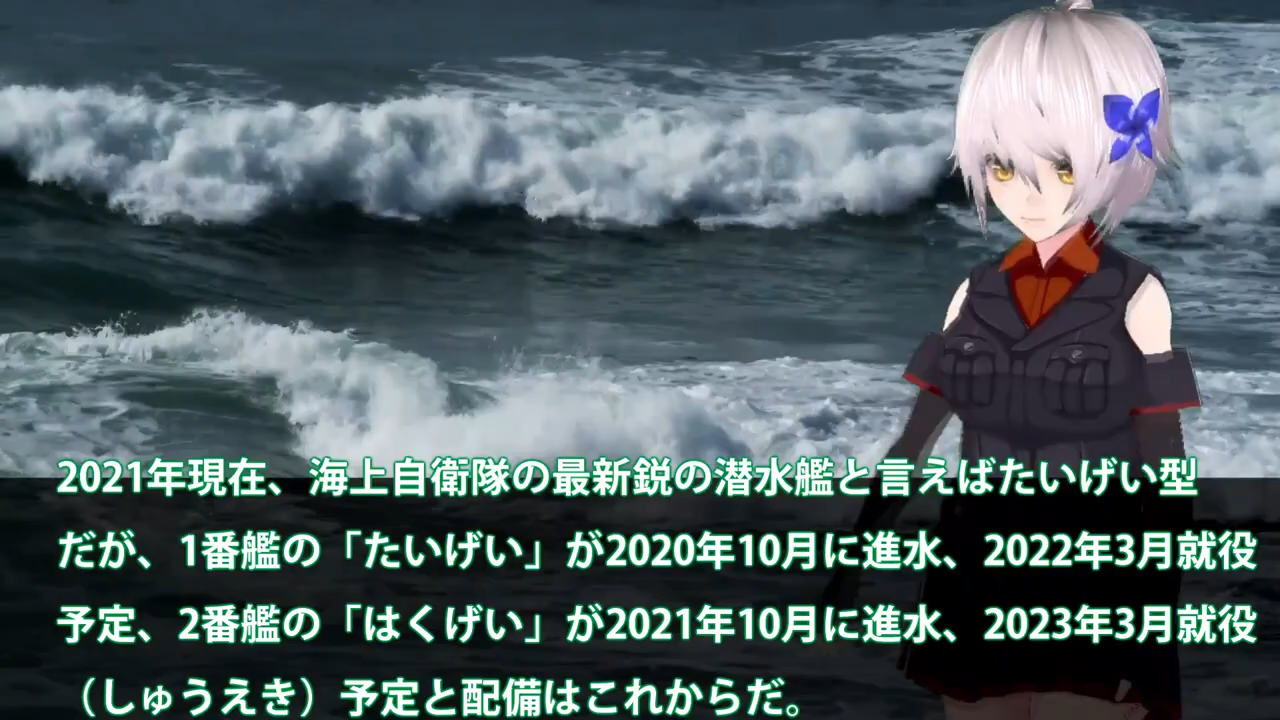 2021年現在、海上自衛隊の最新鋭の潜水艦と言えばたいげい型
だが、1番艦の「たいげい」が2020年10月に進水、2022年3月就役
予定、2番艦の「はくげい」が2021年10月に進水、2023年3月就役
（しゅうえき）予定と配備はこれからだ。